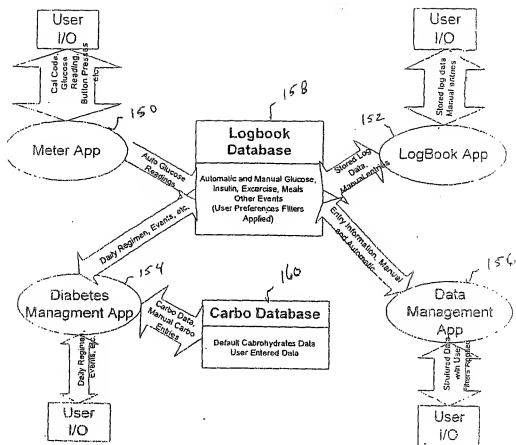 User
I/O
User
I/O
Cal Code,
Glucose
Reading,
Button Presses
etc
Stored log data
Manual entries
150
158
152
Meter App
Logbook
Database
LogBook App
Auto Glucose
Readings
Automatic and Manual Glucose,
Insulin, Excercise, Meals
Other Events
(User Preferences Filters
Applied)
Stored Log
Data,
Manual entries
Daily Regimen, Events, etc.
Entry Information, Manual
and Automatic
154
160
156
Diabetes
Managment App
Carbo Data,
Manual Carbo
Entries
Carbo Database
Default Cabrohydrates Data
User Entered Data
Data
Management
App
Daily Regimen,
Events, Etc.
Strutured Data
with User
Filters Applied
User
I/O
User
I/O